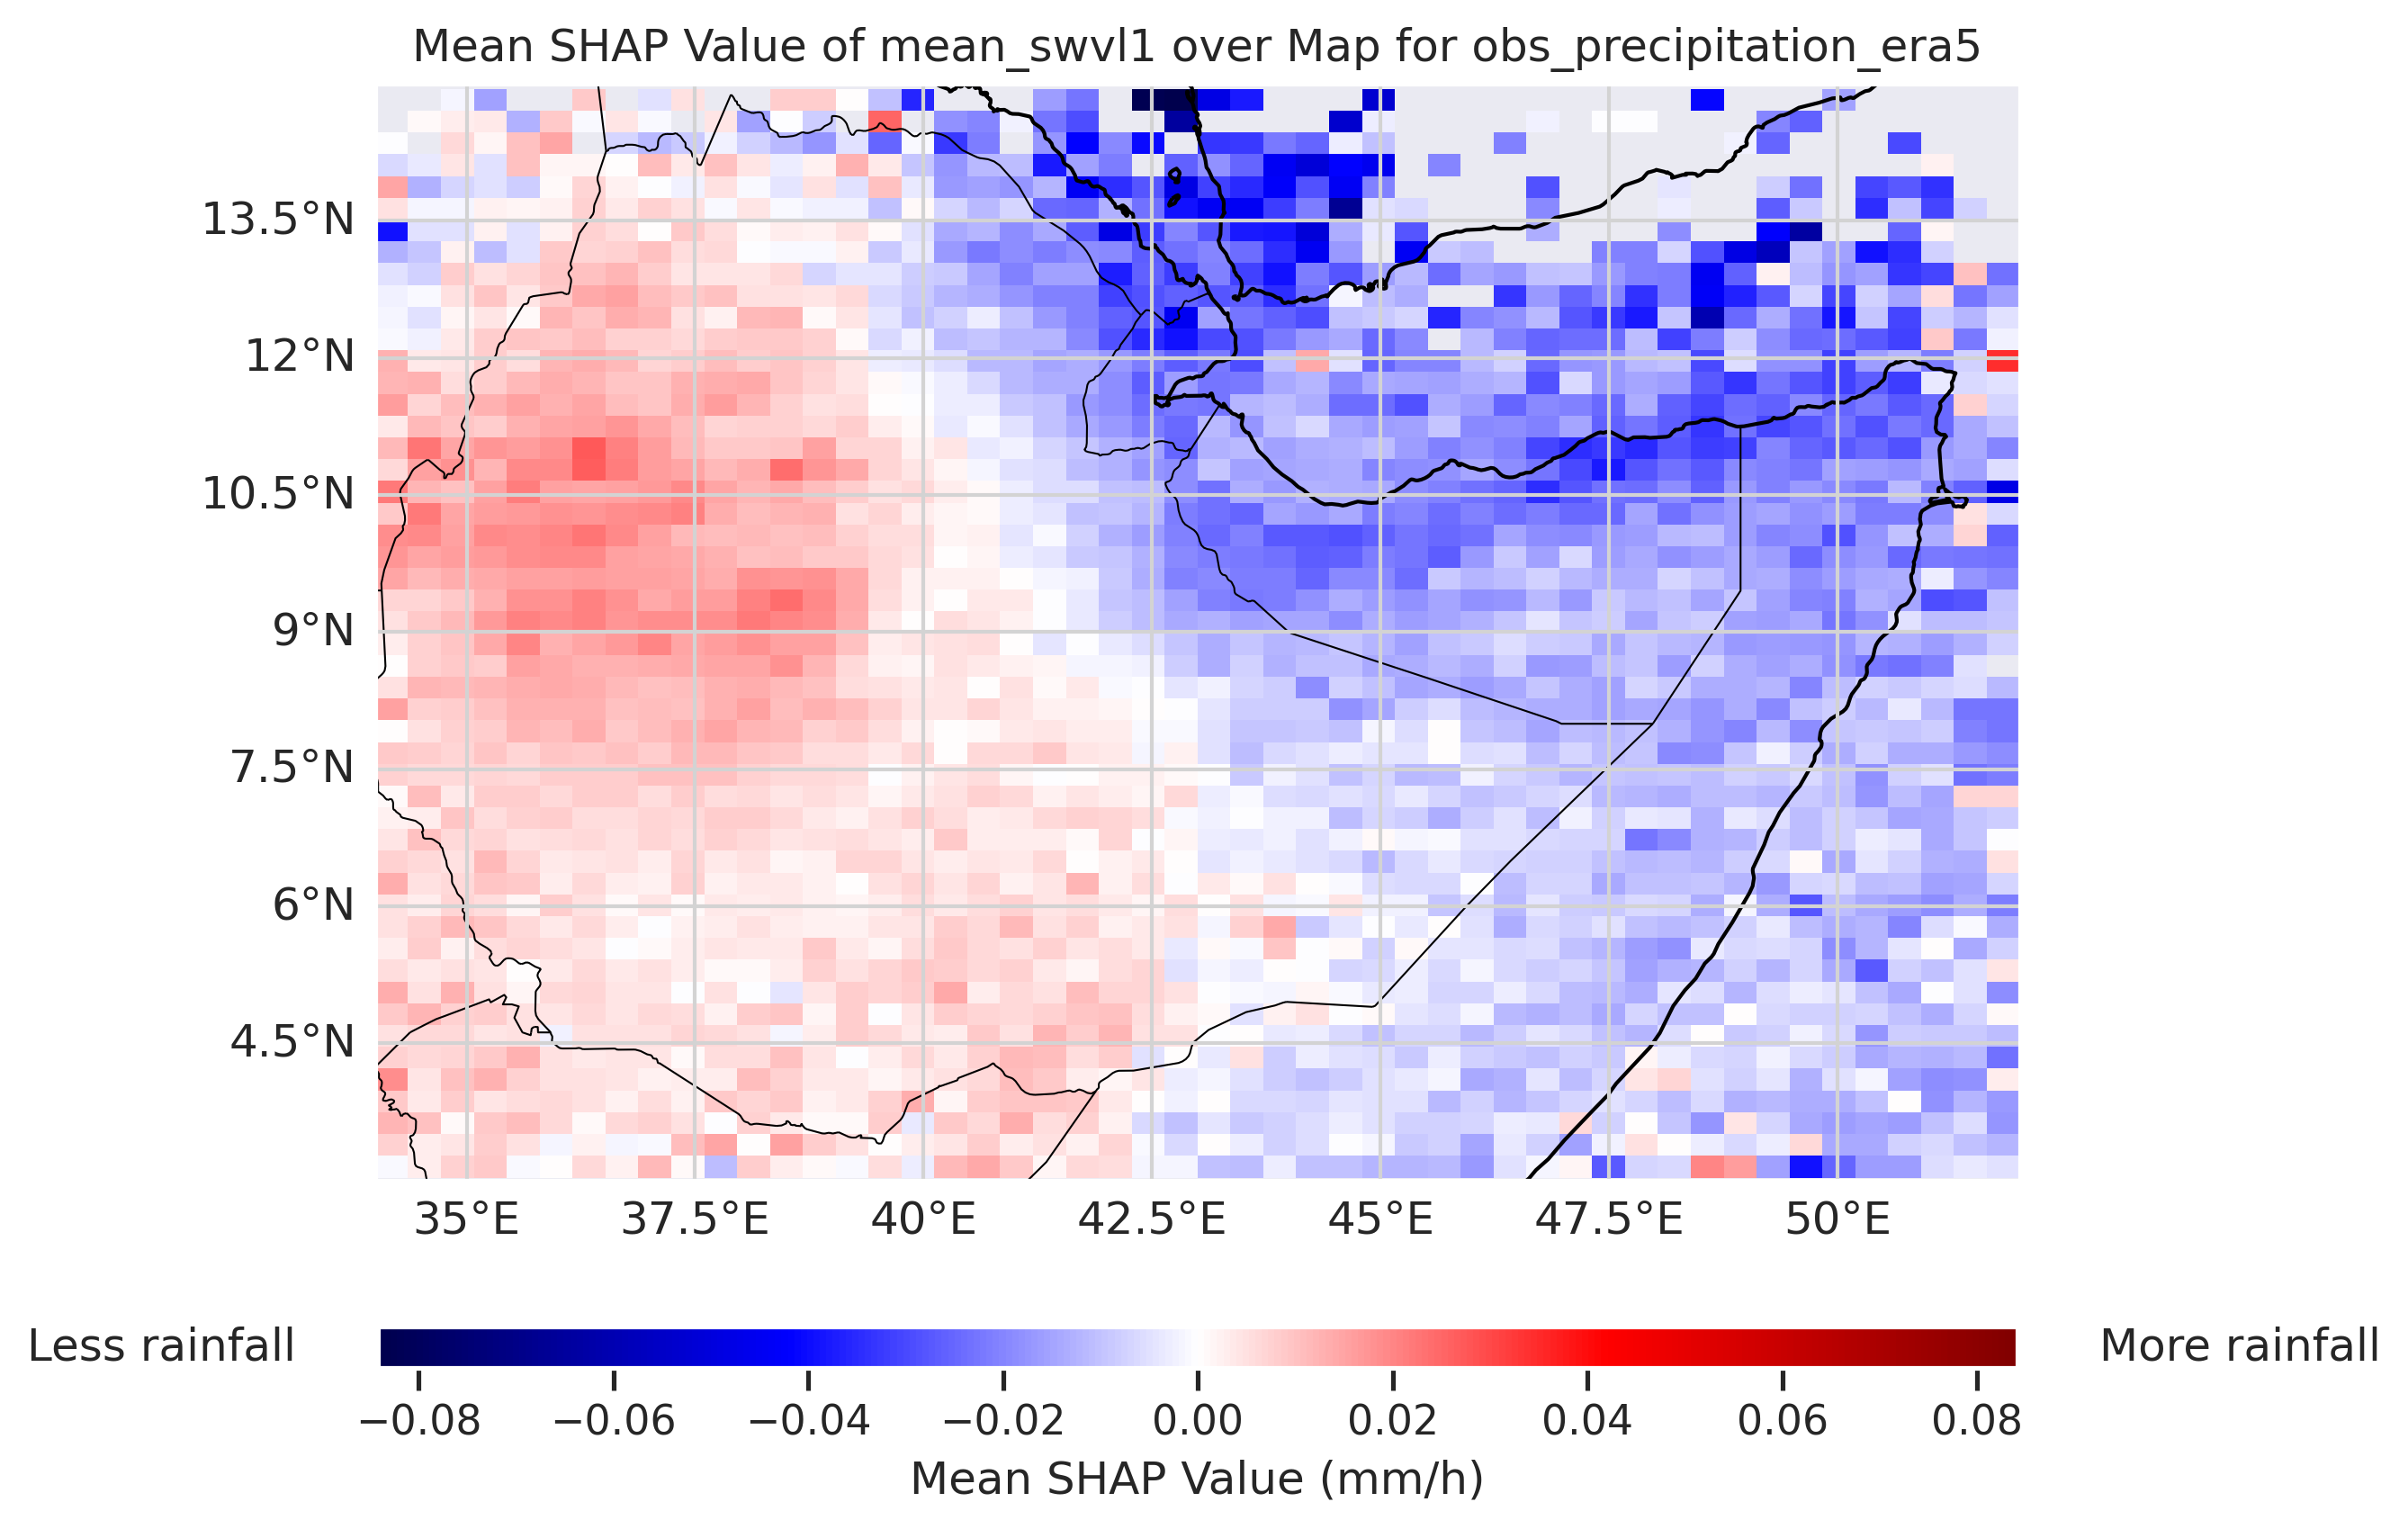 Mean SHAP Value of mean_swvl1 over Map for obs_precipitation_era5
13.5°N
12°N
10.5°N
9°N
7.5°N
6°N
4.5°N
35°E 37.5°E 40°E 42.5°E 45°E 47.5°E 50°E
Less rainfall More rainfall
−0.08 −0.06 −0.04 −0.02 0.00 0.02 0.04 0.06 0.08
Mean SHAP Value (mm/h)